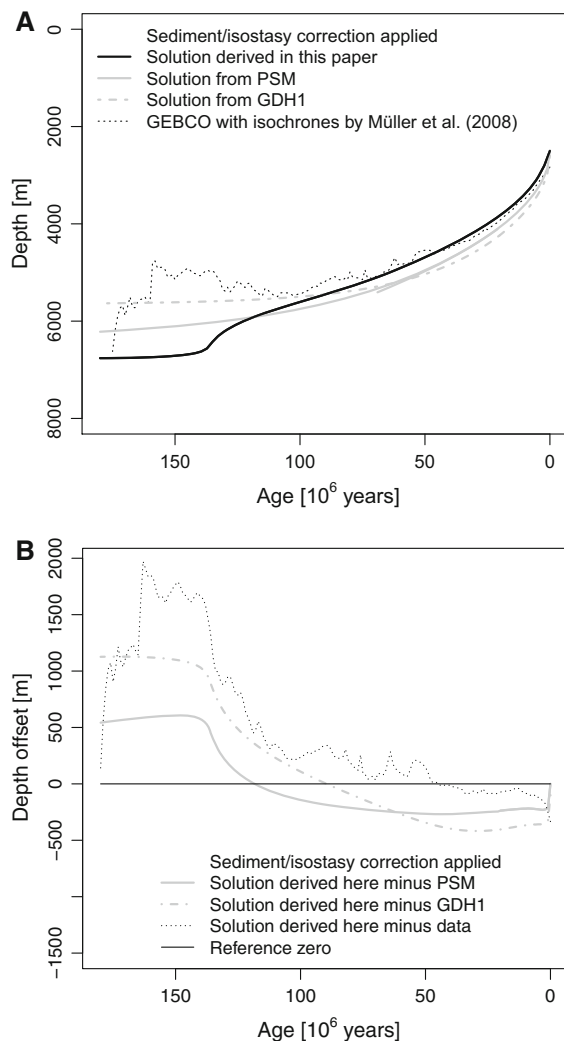 A
Sediment/isostasy correction applied
Solution derived in this paper
Solution from PSM
Solution from GDH1
GEBCO with isochrones by Müller et al. (2008)
Depth [m]
0
2000
4000
6000
8000
150
100
50
0
Age [10⁶ years]
B
Depth offset [m]
2000
1500
1000
500
0
−500
−1500
Sediment/isostasy correction applied
Solution derived here minus PSM
Solution derived here minus GDH1
Solution derived here minus data
Reference zero
150
100
50
0
Age [10⁶ years]